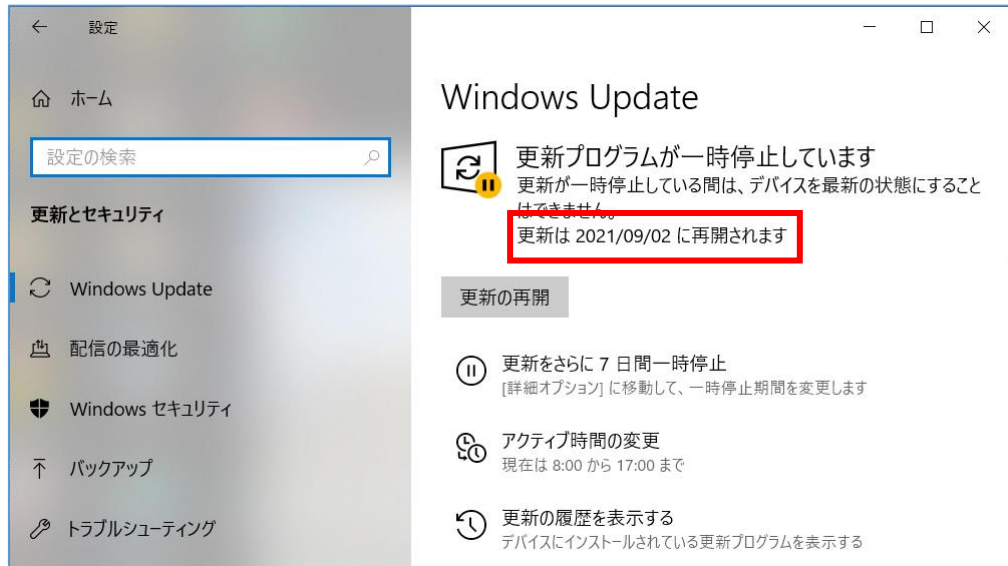 設定
ホーム
設定の検索
更新とセキュリティ
Windows Update
配信の最適化
Windows セキュリティ
バックアップ
トラブルシューティング
Windows Update
更新プログラムが一時停止しています
更新が一時停止している間は、デバイスを最新の状態にすること
はできません。
更新は 2021/09/02 に再開されます
更新の再開
更新をさらに 7 日間一時停止
[詳細オプション] に移動して、一時停止期間を変更します
アクティブ時間の変更
現在は 8:00 から 17:00 まで
更新の履歴を表示する
デバイスにインストールされている更新プログラムを表示する